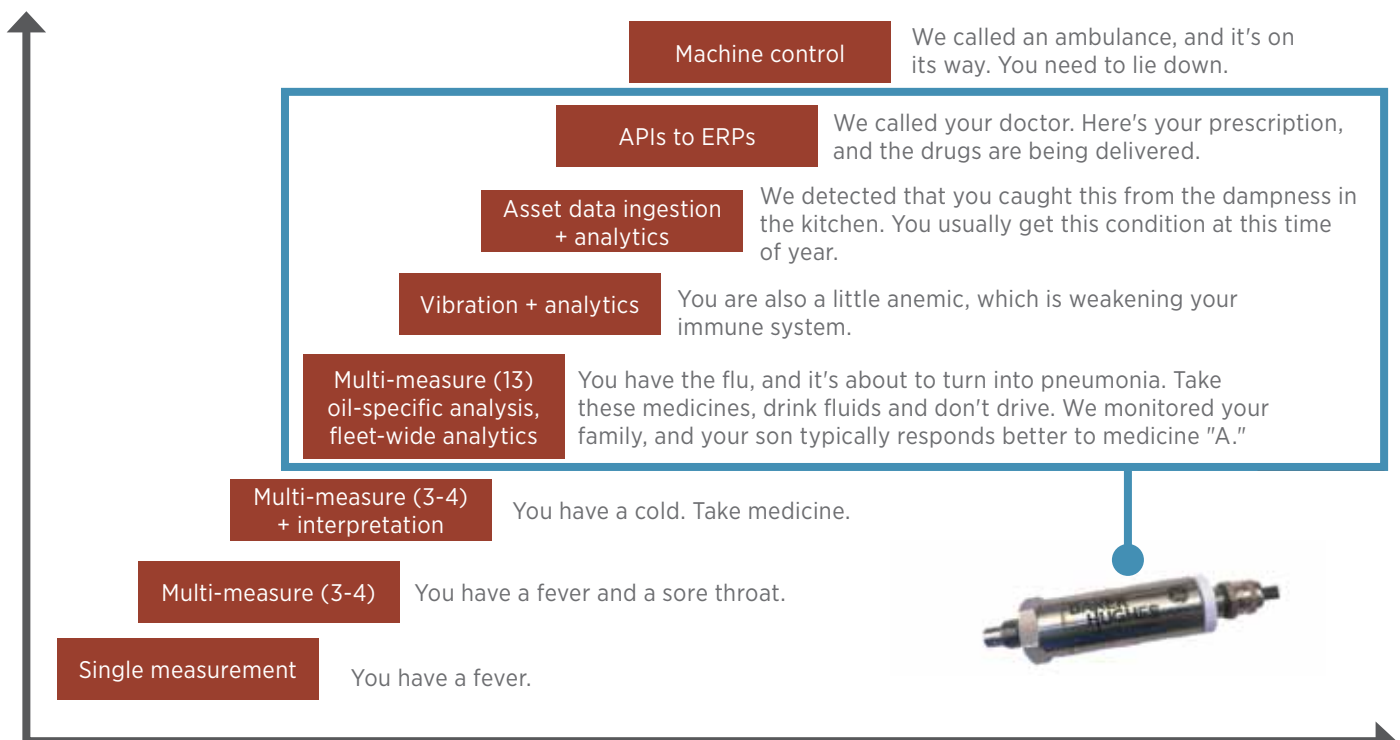 Machine control
We called an ambulance, and it's on
its way. You need to lie down.
APIs to ERPs
We called your doctor. Here's your prescription,
and the drugs are being delivered.
Asset data ingestion
+ analytics
We detected that you caught this from the dampness in
the kitchen. You usually get this condition at this time
of year.
Vibration + analytics
You are also a little anemic, which is weakening your
immune system.
Multi-measure (13)
oil-specific analysis,
fleet-wide analytics
You have the flu, and it's about to turn into pneumonia. Take
these medicines, drink fluids and don't drive. We monitored your
family, and your son typically responds better to medicine "A."
Multi-measure (3-4)
+ interpretation
You have a cold. Take medicine.
Multi-measure (3-4)
You have a fever and a sore throat.
BAKER
HUGHES
Single measurement
You have a fever.